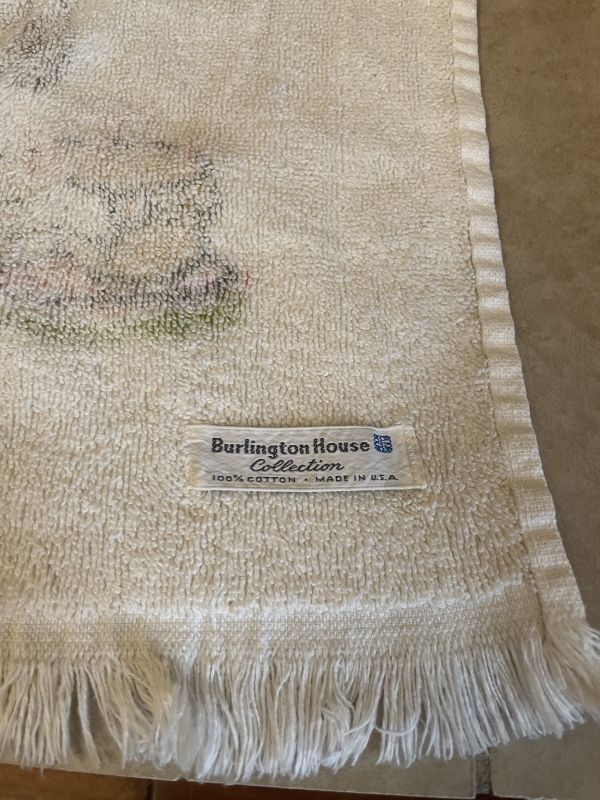 Burlington House
Collection
100% COTTON • MADE IN U.S.A.